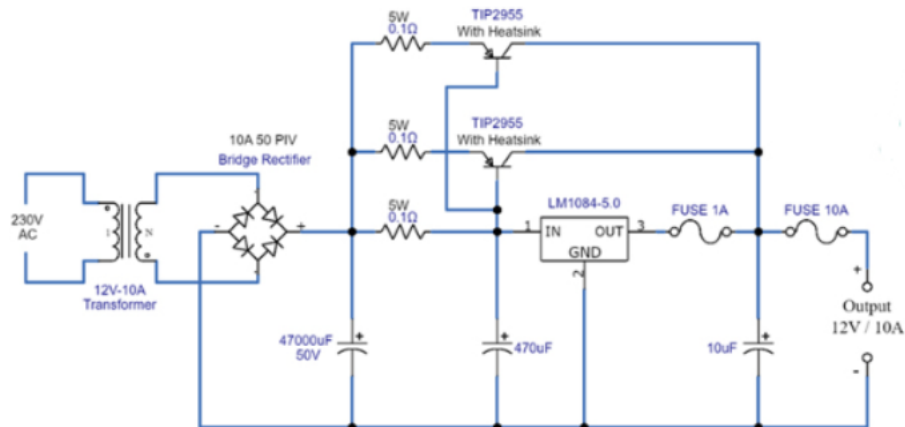 5W
0.1Ω
TIP2955
With Heatsink
5W
0.1Ω
TIP2955
With Heatsink
10A 50 PIV
Bridge Rectifier
5W
0.1Ω
LM1084-5.0
FUSE 1A
FUSE 10A
230V
AC
1
N
-
+
1
IN
OUT
3
GND
2
12V-10A
Transformer
+
Output
12V / 10A
-
47000uF
50V
+
470uF
+
10uF
+